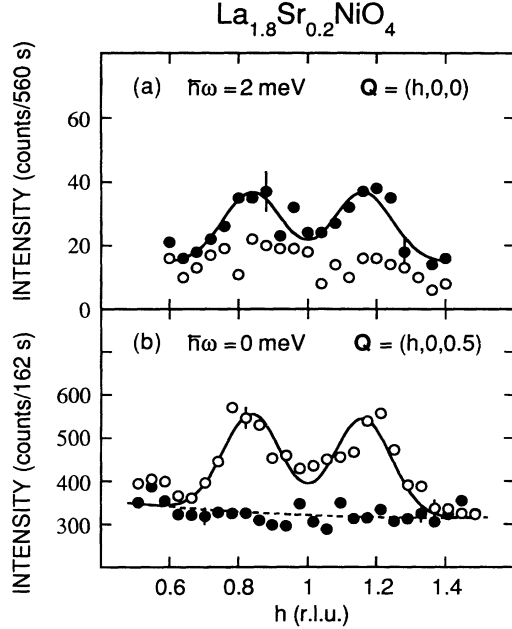 La1.8Sr0.2NiO4
(a) ħω = 2 meV Q = (h,0,0)
INTENSITY (counts/560 s)
60
40
20
0
(b) ħω = 0 meV Q = (h,0,0.5)
INTENSITY (counts/162 s)
600
500
400
300
0.6 0.8 1 1.2 1.4
h (r.l.u.)